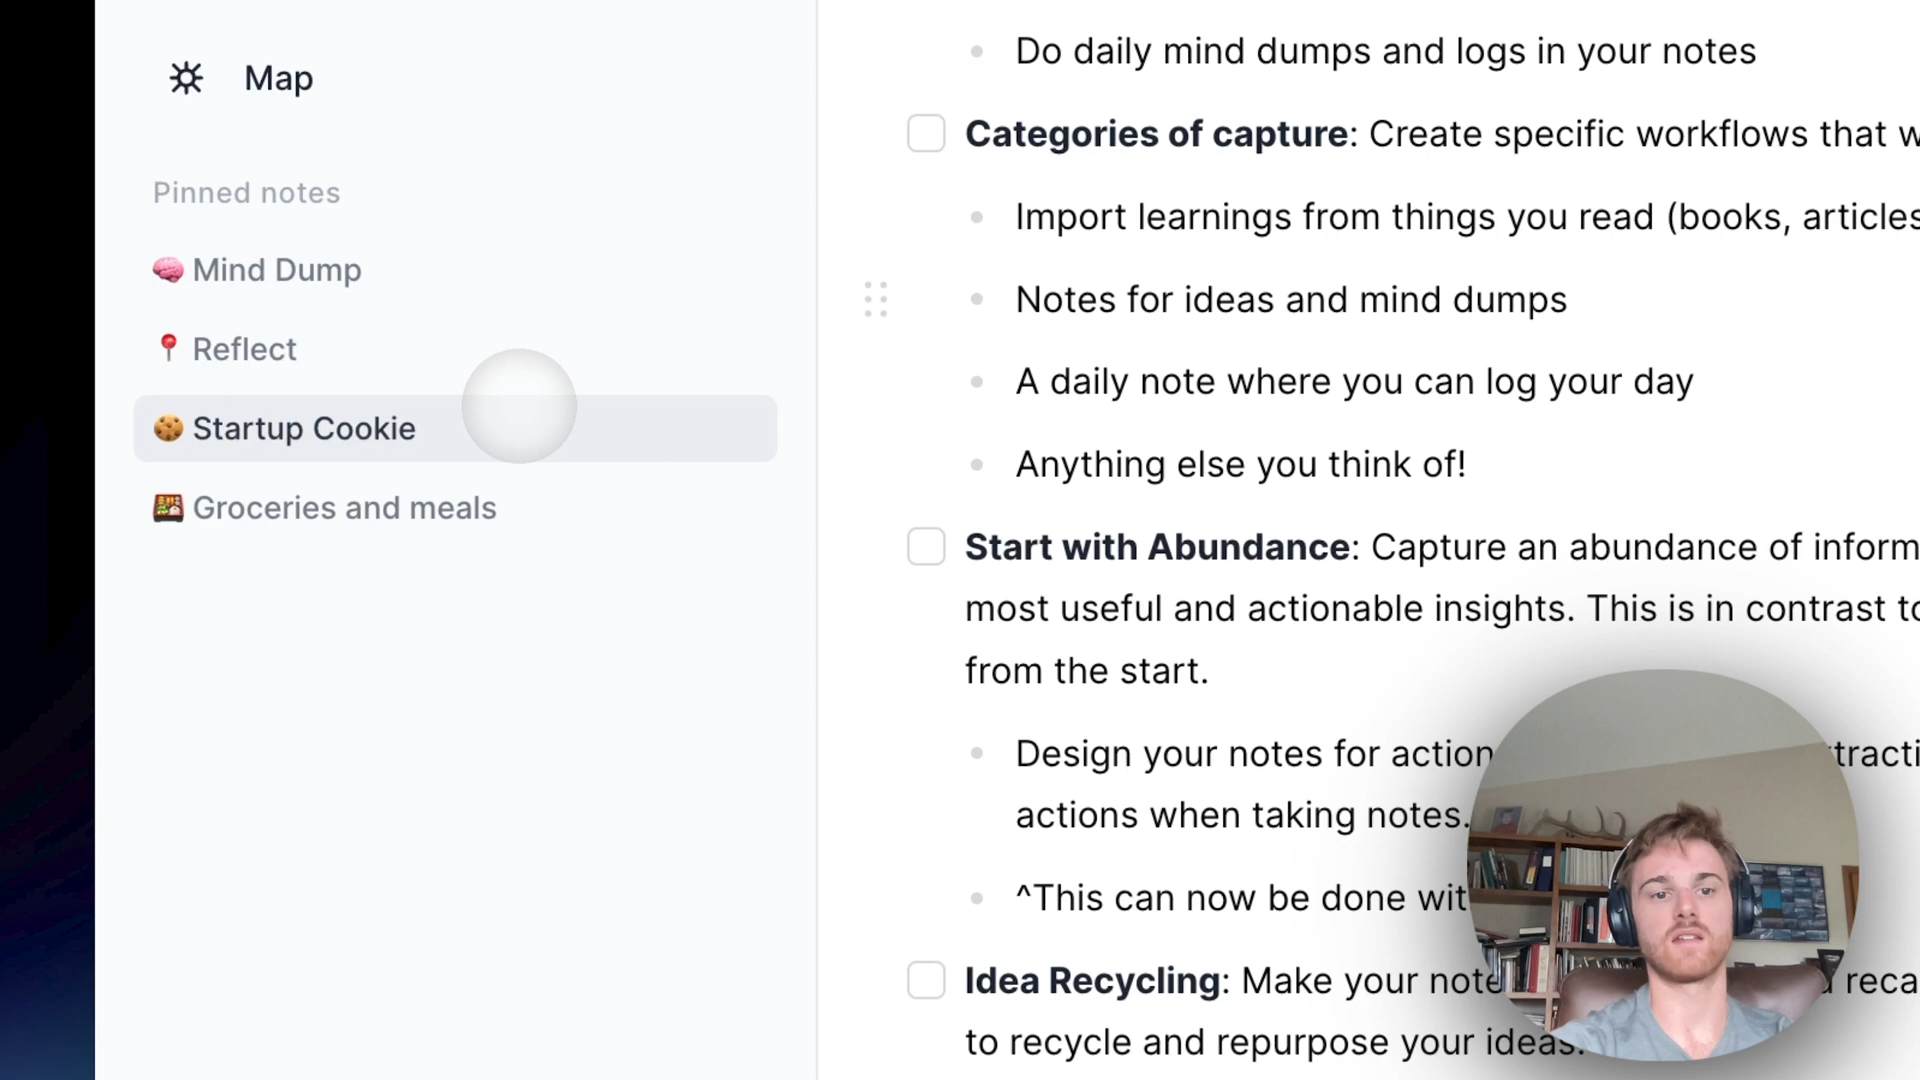 Map
Pinned notes
Mind Dump
Reflect
Startup Cookie
Groceries and meals
Do daily mind dumps and logs in your notes
Categories of capture: Create specific workflows that w
Import learnings from things you read (books, articles
Notes for ideas and mind dumps
A daily note where you can log your day
Anything else you think of!
Start with Abundance: Capture an abundance of inform
most useful and actionable insights. This is in contrast to
from the start.
Design your notes for action tracti
actions when taking notes.
^This can now be done wit
Idea Recycling: Make your note reca
to recycle and repurpose your ideas.